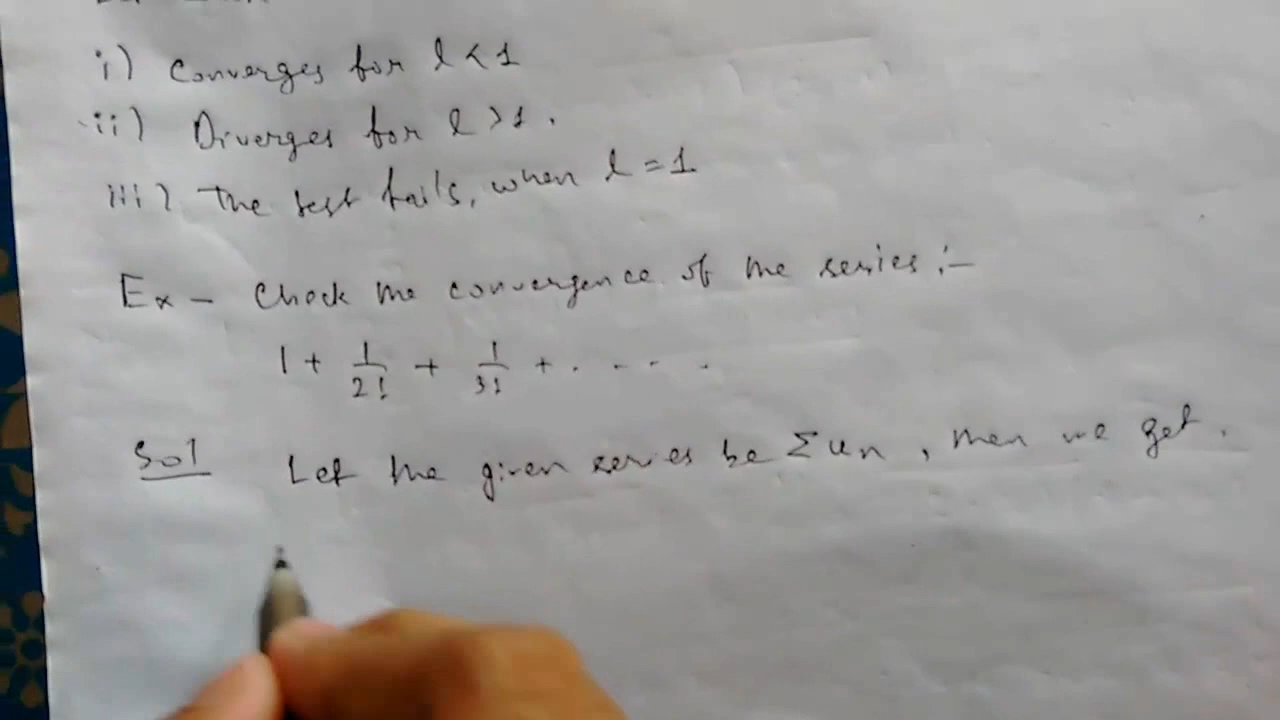 i) Converges for l < 1
ii) Diverges for l > 1.
iii) The test fails, when l = 1
Ex - Check the convergence of the series :-
1 + 1/2! + 1/3! + . . . .
Sol Let the given series be Σun, then we get,